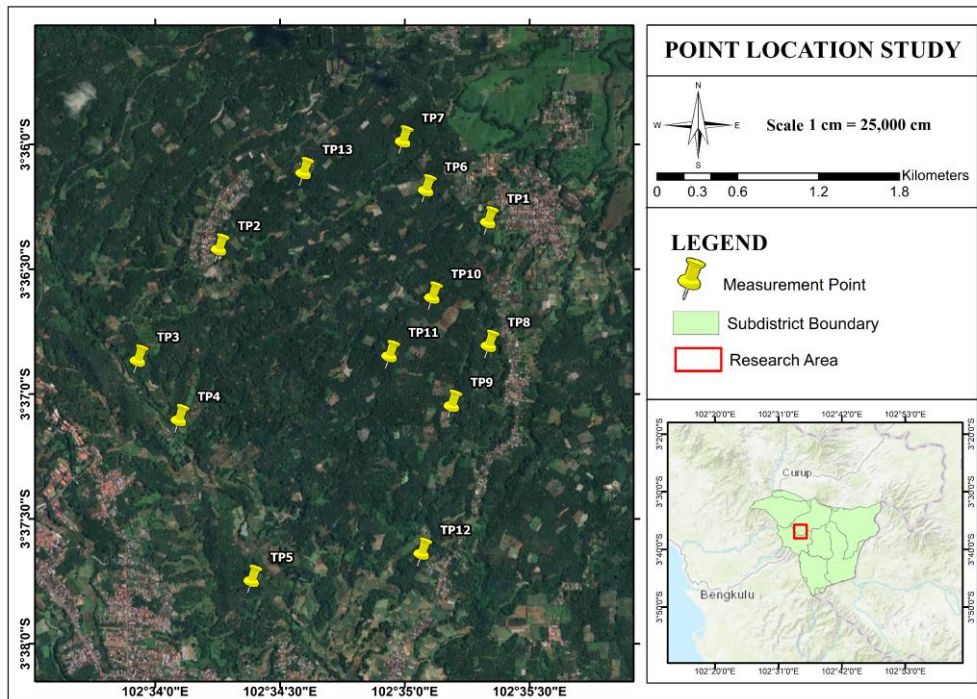 POINT LOCATION STUDY
N
W E
S
Scale 1 cm = 25,000 cm
Kilometers
0 0.3 0.6 1.2 1.8
LEGEND
Measurement Point
Subdistrict Boundary
Research Area
TP7
TP13
TP6
TP1
TP2
TP10
TP8
TP11
TP3
TP9
TP4
TP12
TP5
3°36'0"S
3°36'30"S
3°37'0"S
3°37'30"S
3°38'0"S
102°34'0"E 102°34'30"E 102°35'0"E 102°35'30"E
102°20'0"E 102°31'0"E 102°42'0"E 102°53'0"E
3°20'0"S
3°30'0"S
3°40'0"S
3°50'0"S
Curup
Bengkulu